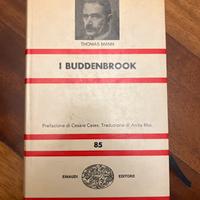 THOMAS MANN
I BUDDENBROOK
Prefazione di Cesare Cases. Traduzione di Anita Rho.
85
EINAUDI EDITORE